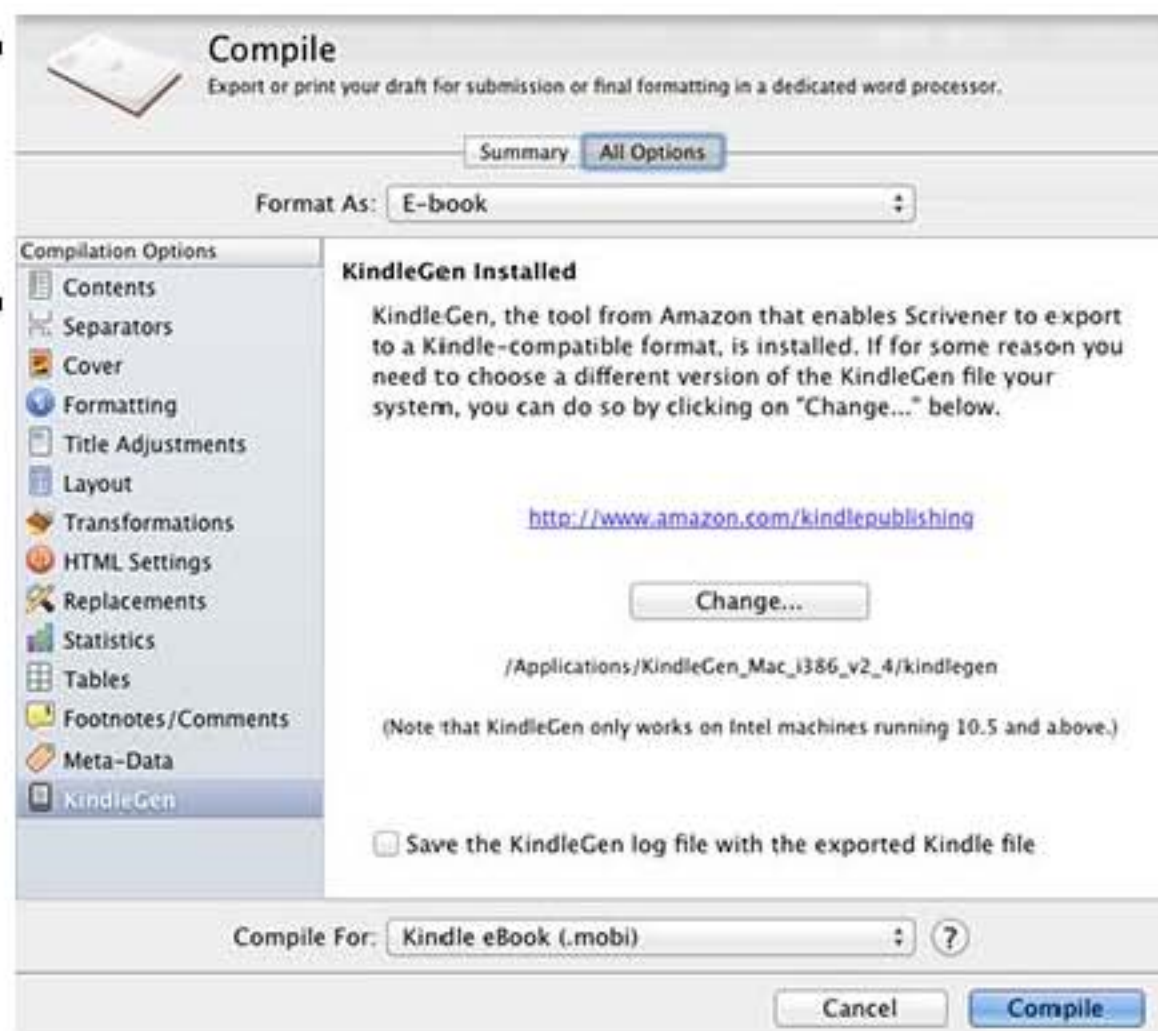 Compile
Export or print your draft for submission or final formatting in a dedicated word processor.
Summary All Options
Format As: E-book
Compilation Options
Contents
Separators
Cover
Formatting
Title Adjustments
Layout
Transformations
HTML Settings
Replacements
Statistics
Tables
Footnotes/Comments
Meta-Data
KindleGen
KindleGen Installed
KindleGen, the tool from Amazon that enables Scrivener to export
to a Kindle-compatible format, is installed. If for some reason you
need to choose a different version of the KindleGen file your
system, you can do so by clicking on "Change..." below.
http://www.amazon.com/kindlepublishing
Change...
/Applications/KindleGen_Mac_i386_v2_4/kindlegen
(Note that KindleGen only works on Intel machines running 10.5 and above.)
Save the KindleGen log file with the exported Kindle file
Compile For: Kindle eBook (.mobi) ?
Cancel Compile